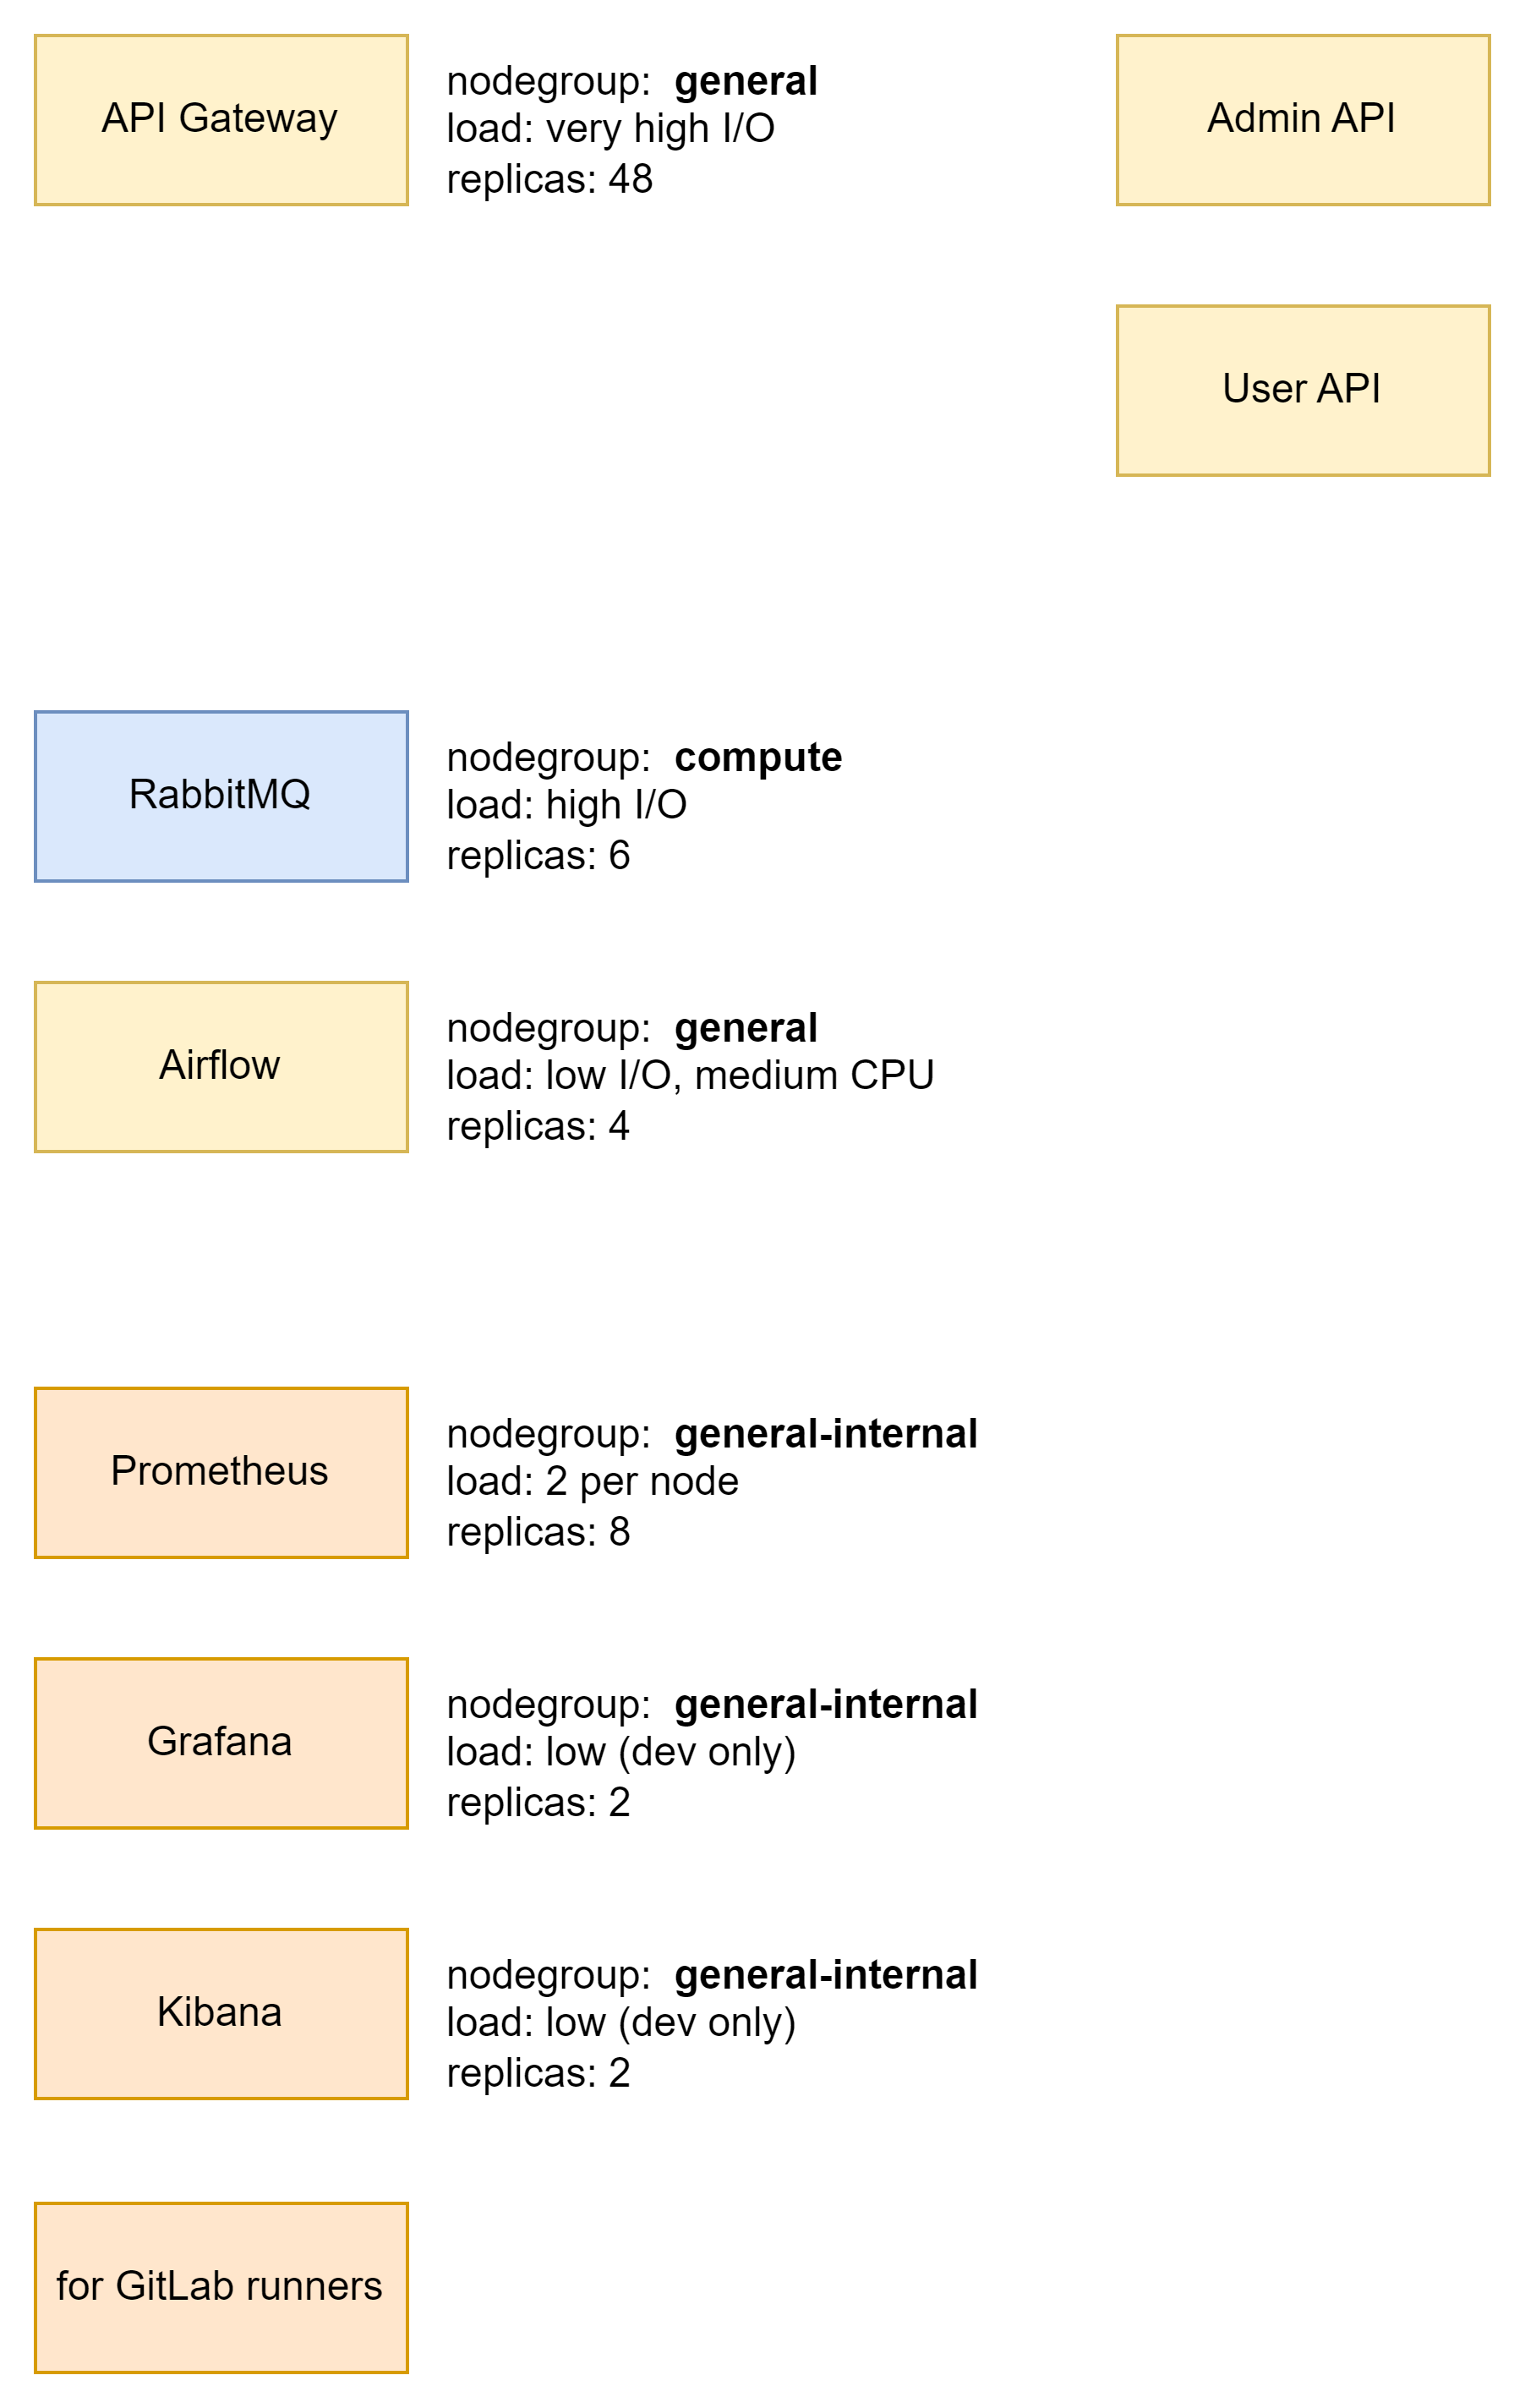 API Gateway
nodegroup:  general
load: very high I/O
replicas: 48
Admin API
User API
RabbitMQ
nodegroup:  compute
load: high I/O
replicas: 6
Airflow
nodegroup:  general
load: low I/O, medium CPU
replicas: 4
Prometheus
nodegroup:  general-internal
load: 2 per node
replicas: 8
Grafana
nodegroup:  general-internal
load: low (dev only)
replicas: 2
Kibana
nodegroup:  general-internal
load: low (dev only)
replicas: 2
for GitLab runners